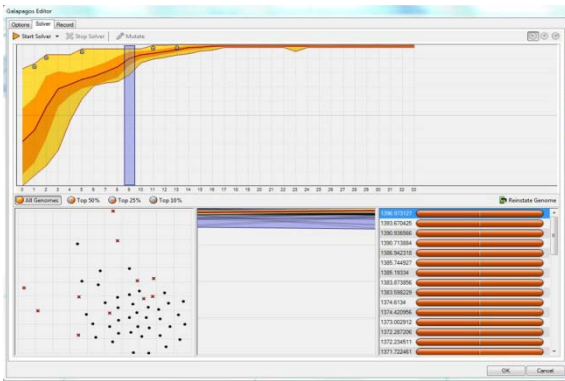 Galapagos Editor
Options Solver Record
Start Solver Stop Solver Mutate
0 1 2 3 4 5 6 7 8 9 10 11 12 13 14 15 16 17 18 19 20 21 22 23 24 25 26 27 28 29 30 31 32 33
All Genomes Top 50% Top 25% Top 10% Reinstate Genome
1396.973127
1393.670425
1390.936986
1390.713884
1386.942318
1385.744927
1385.19334
1383.873856
1383.598229
1374.6134
1374.420956
1373.002912
1372.287206
1372.234511
1371.722461
OK Cancel